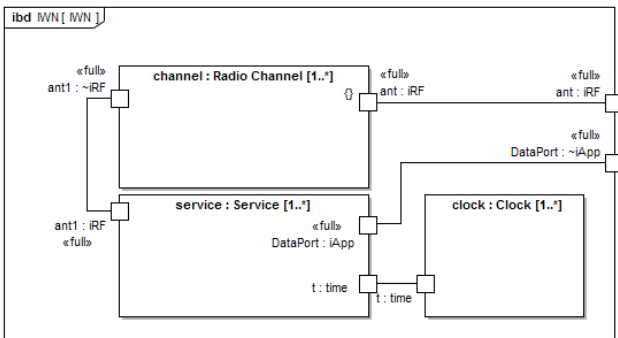 ibd IWN [ IWN ]
«full»
ant1 : ~iRF
channel : Radio Channel [1..*]
{}
«full»
ant : iRF
«full»
ant : iRF
«full»
DataPort : ~iApp
service : Service [1..*]
ant1 : iRF
«full»
«full»
DataPort : iApp
t : time
clock : Clock [1..*]
t : time